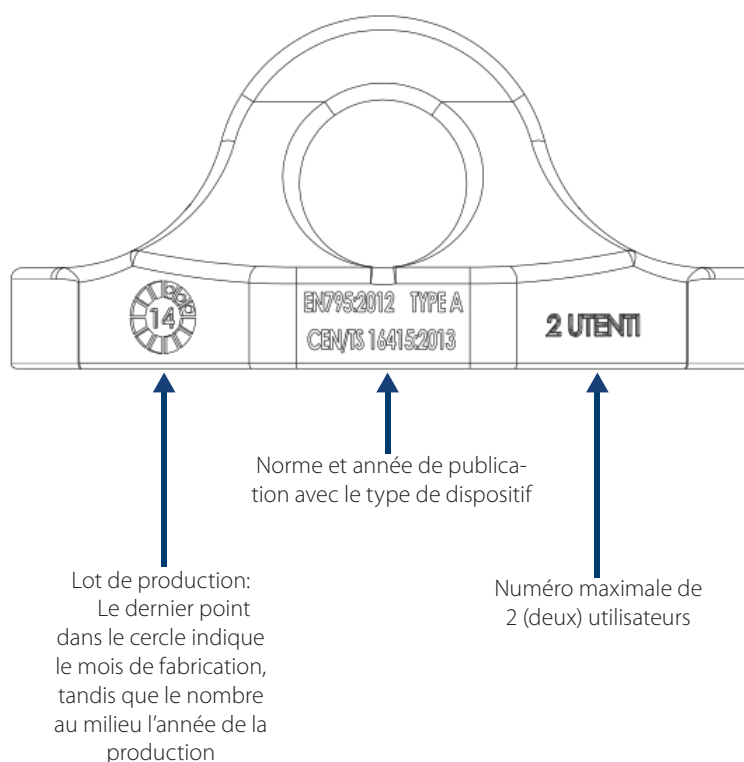 14
EN795:2012 TYPE A
CEN/TS 16415:2013
2 UTENTI
Norme et année de publica-
tion avec le type de dispositif
Lot de production:
Le dernier point
dans le cercle indique
le mois de fabrication,
tandis que le nombre
au milieu l’année de la
production
Numéro maximale de
2 (deux) utilisateurs